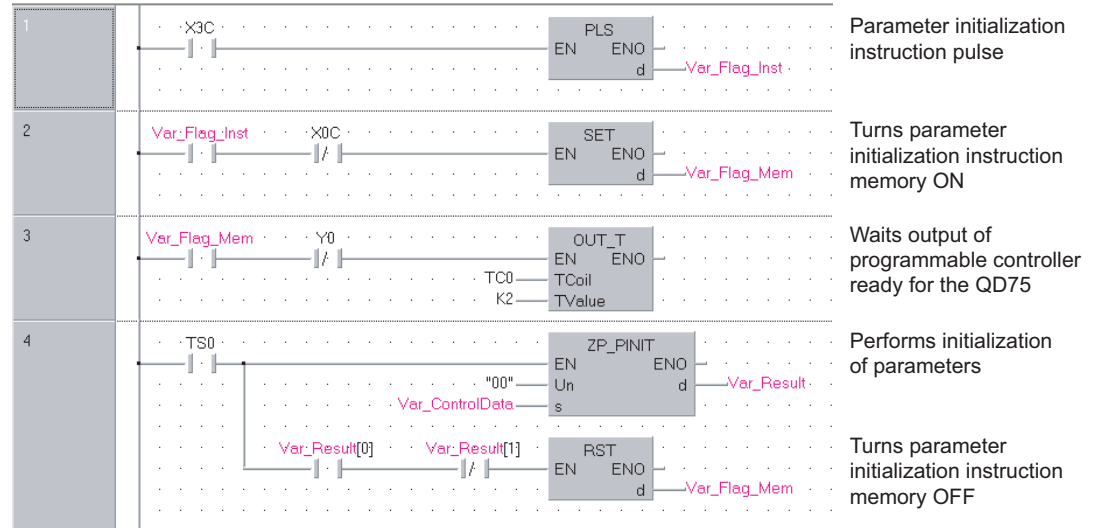 1
X3C
PLS
EN ENO
d
Var_Flag_Inst
Parameter initialization
instruction pulse
2
Var_Flag_Inst X0C
SET
EN ENO
d
Var_Flag_Mem
Turns parameter
initialization instruction
memory ON
3
Var_Flag_Mem Y0
OUT_T
EN ENO
TC0 TCoil
K2 TValue
Waits output of
programmable controller
ready for the QD75
4
TS0
ZP_PINIT
EN ENO
"00" Un d Var_Result
Var_ControlData s
Performs initialization
of parameters
Var_Result[0] Var_Result[1]
RST
EN ENO
d
Var_Flag_Mem
Turns parameter
initialization instruction
memory OFF